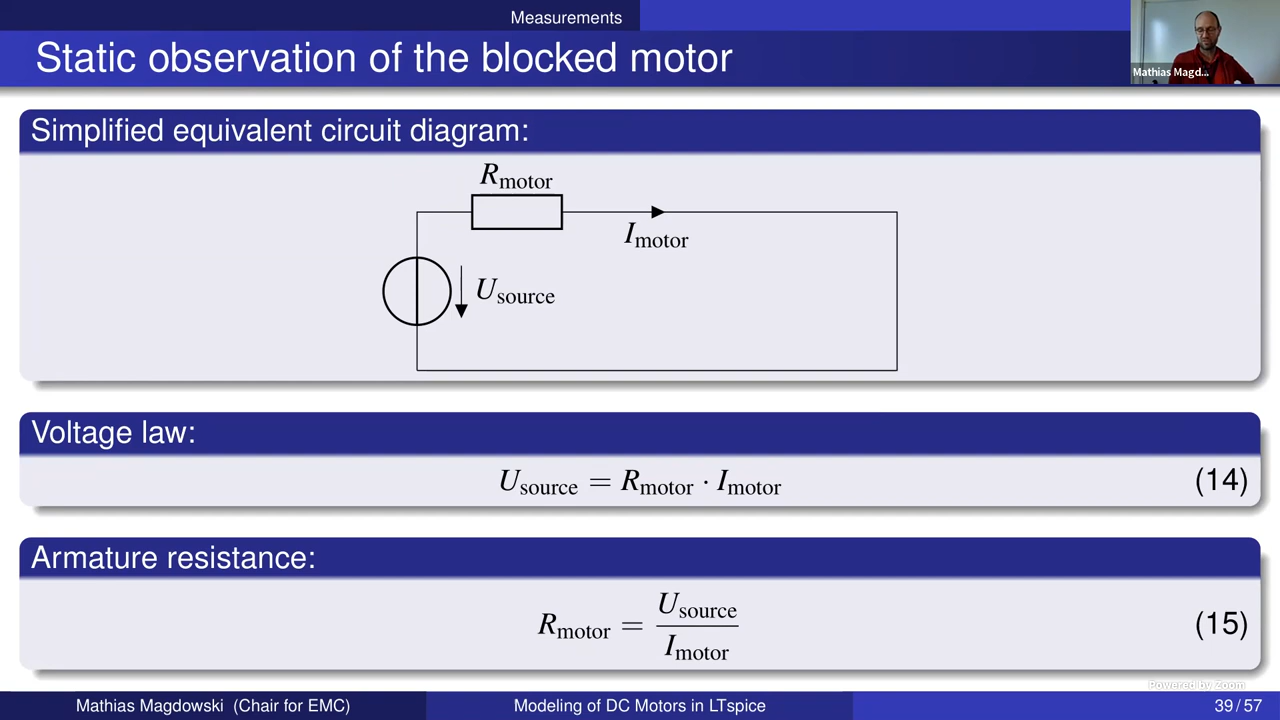 Measurements
Static observation of the blocked motor
Mathias Magd...
Simplified equivalent circuit diagram:
R_motor
I_motor
U_source
Voltage law:
U_source = R_motor · I_motor (14)
Armature resistance:
R_motor = U_source / I_motor (15)
Powered by Zoom
Mathias Magdowski (Chair for EMC) Modeling of DC Motors in LTspice 39 / 57